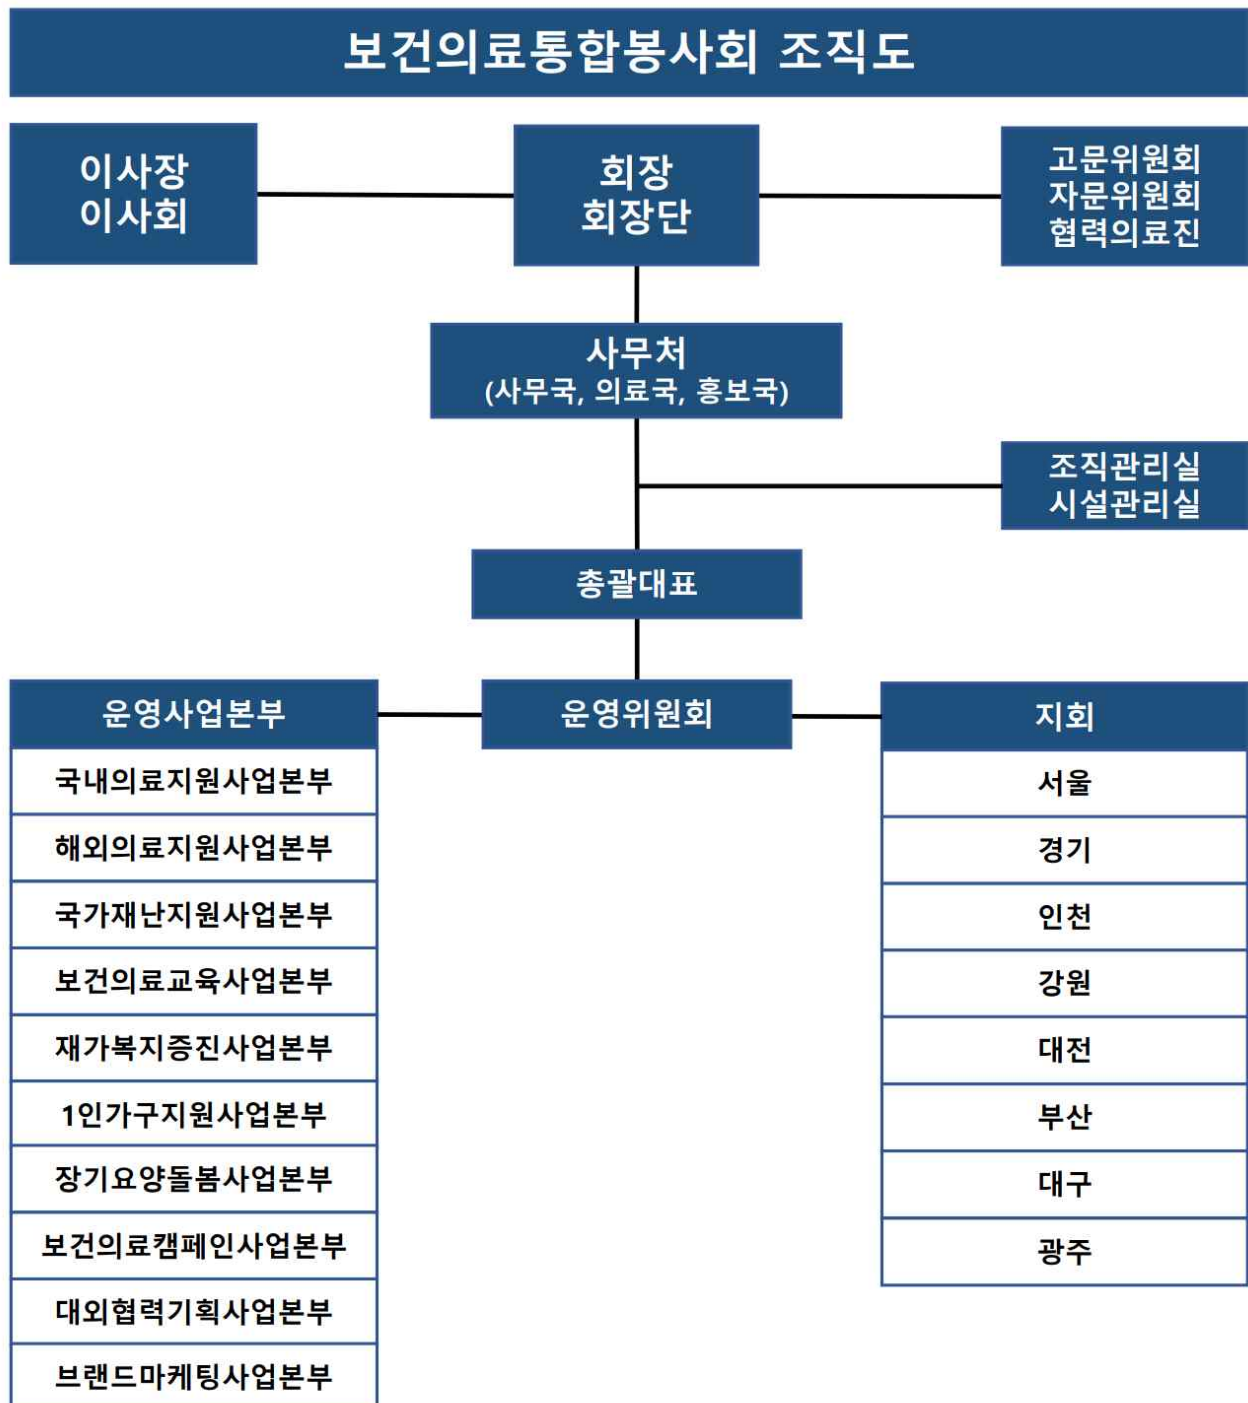 보건의료통합봉사회 조직도
이사장
이사회
회장
회장단
고문위원회
자문위원회
협력의료진
사무처
(사무국, 의료국, 홍보국)
조직관리실
시설관리실
총괄대표
운영사업본부
국내의료지원사업본부
해외의료지원사업본부
국가재난지원사업본부
보건의료교육사업본부
재가복지증진사업본부
1인가구지원사업본부
장기요양돌봄사업본부
보건의료캠페인사업본부
대외협력기획사업본부
브랜드마케팅사업본부
운영위원회
지회
서울
경기
인천
강원
대전
부산
대구
광주